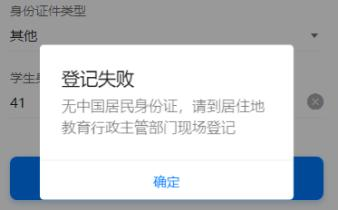 身份证件类型
其他
登记失败
学生身
无中国居民身份证，请到居住地
41
教育行政主管部门现场登记
确定